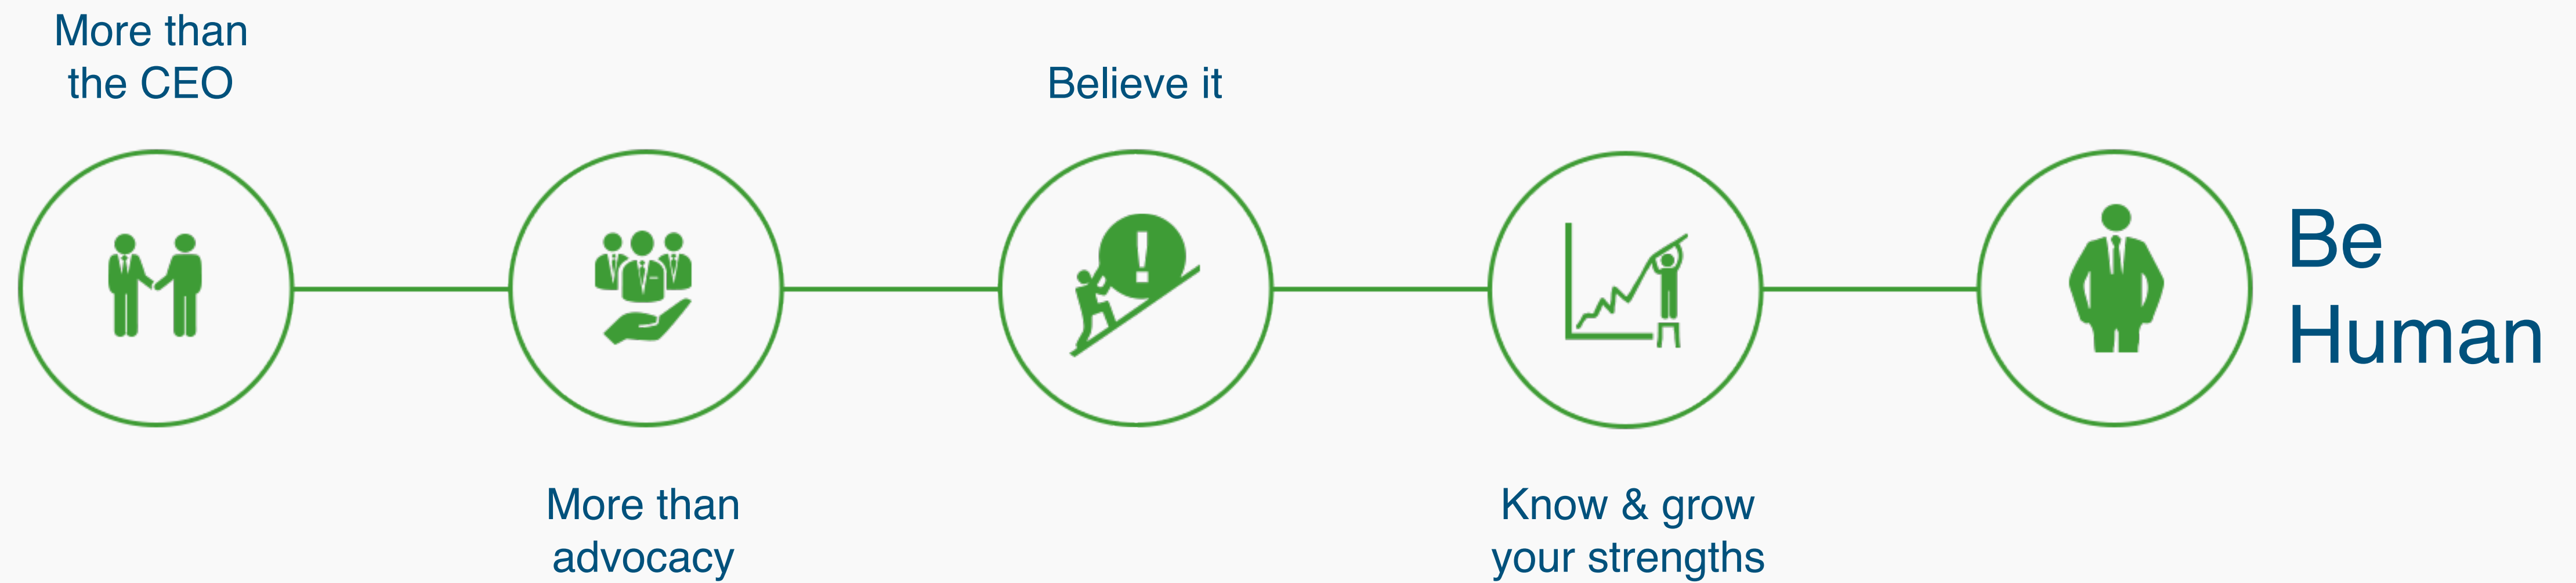 More than
the CEO
More than
advocacy
Believe it
!
Know & grow
your strengths
Be
Human